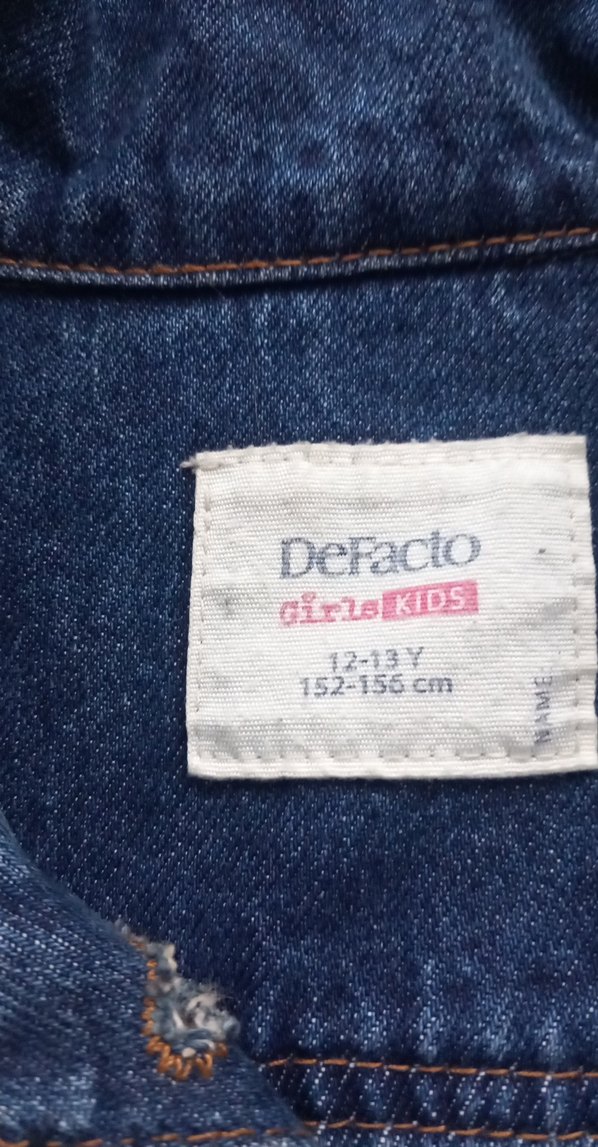 DeFacto
Girls KIDS
12-13 Y
152-156 cm
NAME: